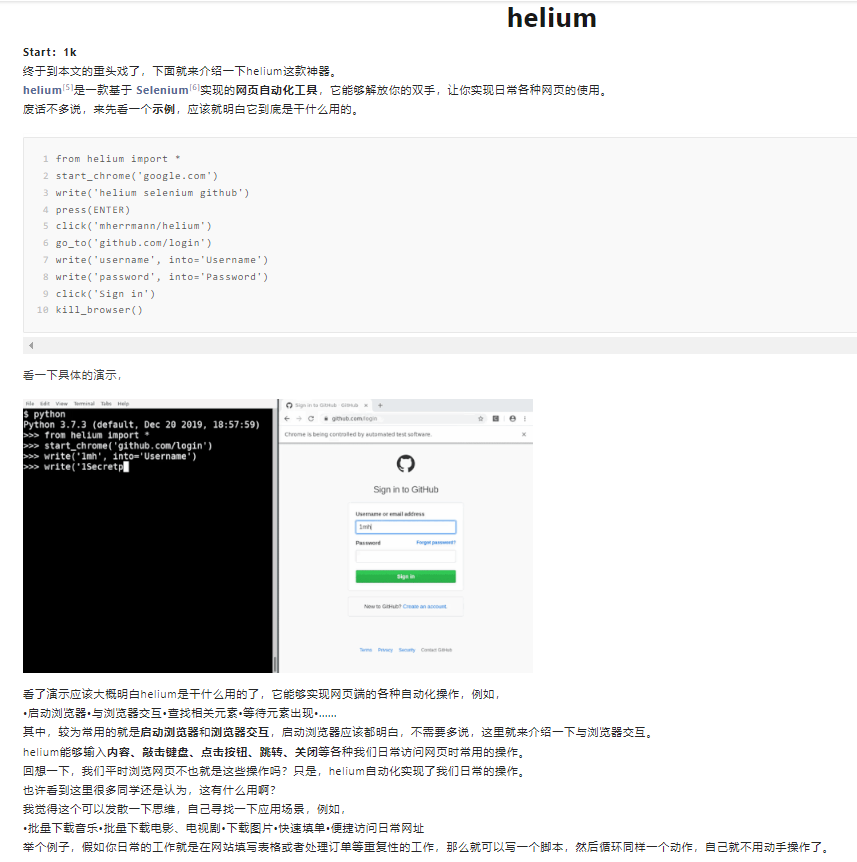 helium
Start：1k
终于到本文的重头戏了，下面就来介绍一下helium这款神器。
helium[5]是一款基于 Selenium[6]实现的网页自动化工具，它能够解放你的双手，让你实现日常各种网页的使用。
废话不多说，来先看一个示例，应该就明白它到底是干什么用的。
1 from helium import *
2 start_chrome('google.com')
3 write('helium selenium github')
4 press(ENTER)
5 click('mherrmann/helium')
6 go_to('github.com/login')
7 write('username', into='Username')
8 write('password', into='Password')
9 click('Sign in')
10 kill_browser()
看一下具体的演示，
File Edit View Terminal Tabs Help
$ python
Python 3.7.3 (default, Dec 20 2019, 18:57:59)
>>> from helium import *
>>> start_chrome('github.com/login')
>>> write('lmh', into='Username')
>>> write('lSecretp
Sign in to GitHub · GitHub
github.com/login
Chrome is being controlled by automated test software.
Sign in to GitHub
Username or email address
lmh
Password Forgot password?
Sign in
New to GitHub? Create an account.
Terms Privacy Security Contact GitHub
看了演示应该大概明白helium是干什么用的了，它能够实现网页端的各种自动化操作，例如，
•启动浏览器•与浏览器交互•查找相关元素•等待元素出现•......
其中，较为常用的就是启动浏览器和浏览器交互，启动浏览器应该都明白，不需要多说，这里就来介绍一下与浏览器交互。
helium能够输入内容、敲击键盘、点击按钮、跳转、关闭等各种我们日常访问网页时常用的操作。
回想一下，我们平时浏览网页不也就是这些操作吗？只是，helium自动化实现了我们日常的操作。
也许看到这里很多同学还是认为，这有什么用啊？
我觉得这个可以发散一下思维，自己寻找一下应用场景，例如，
•批量下载音乐•批量下载电影、电视剧•下载图片•快速填单•便捷访问日常网址
举个例子，假如你日常的工作就是在网站填写表格或者处理订单等重复性的工作，那么就可以写一个脚本，然后循环同样一个动作，自己就不用动手操作了。